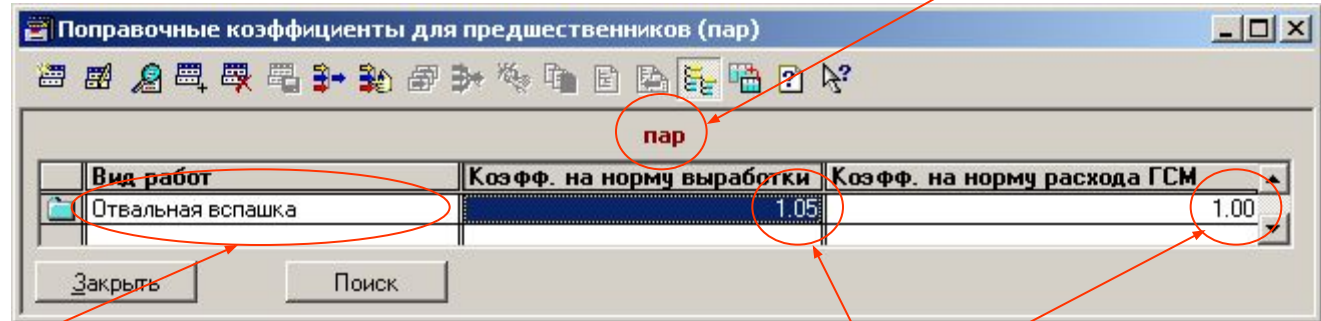 Поправочные коэффициенты для предшественников (пар)
пар
Вид работ Коэфф. на норму выработки Коэфф. на норму расхода ГСМ
Отвальная вспашка 1.05 1.00
Закрыть Поиск